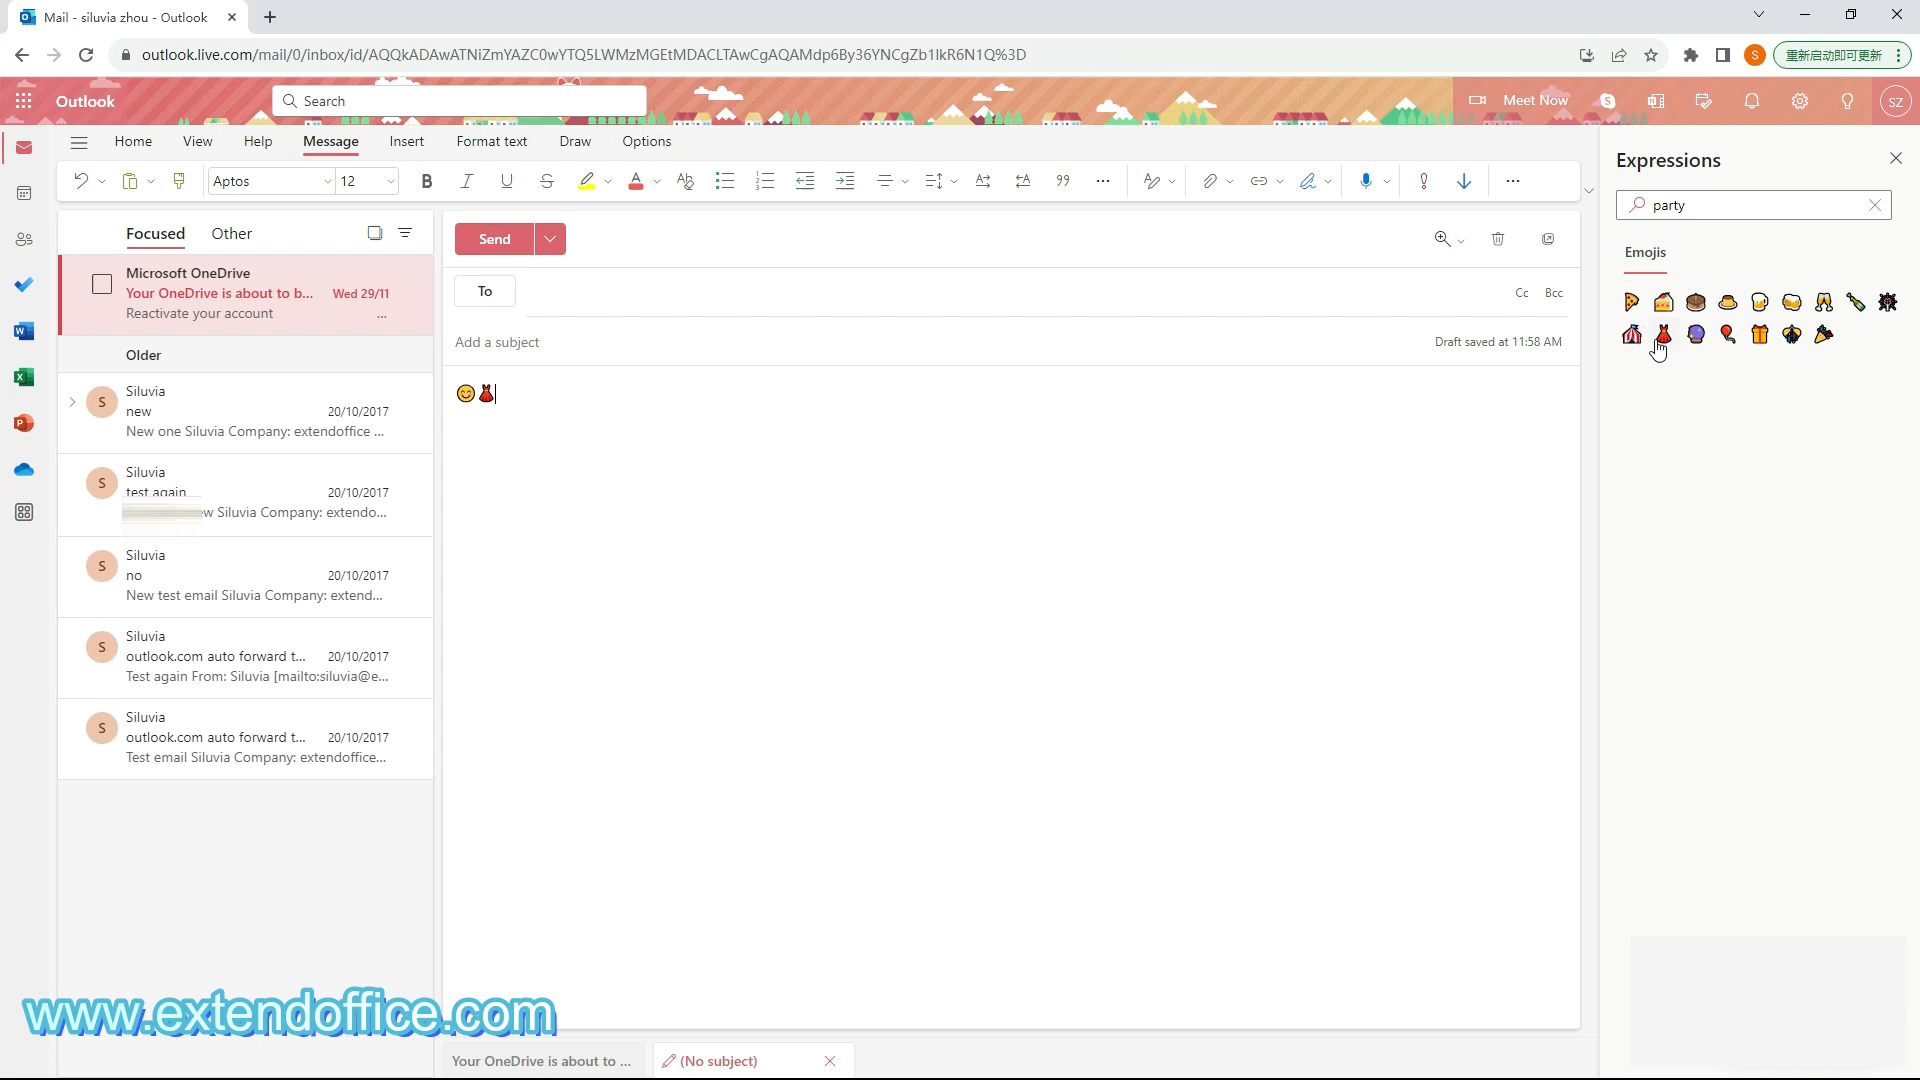 Mail - siluvia zhou - Outlook
outlook.live.com/mail/0/inbox/id/AQQkADAwATNiZmYAZC0wYTQ5LWMzMGEtMDACLTAwCgAQAMdp6By36YNCgZb1lkR6N1Q%3D
S
重新启动即可更新
Outlook
Search
Meet Now
SZ
Home View Help Message Insert Format text Draw Options
Aptos 12
Expressions
party
Emojis
Focused Other
Microsoft OneDrive
Your OneDrive is about to b... Wed 29/11
Reactivate your account ...
Older
S
Siluvia
new 20/10/2017
New one Siluvia Company: extendoffice ...
S
Siluvia
test again 20/10/2017
ew Siluvia Company: extendo...
S
Siluvia
no 20/10/2017
New test email Siluvia Company: extend...
S
Siluvia
outlook.com auto forward t... 20/10/2017
Test again From: Siluvia [mailto:siluvia@e...
S
Siluvia
outlook.com auto forward t... 20/10/2017
Test email Siluvia Company: extendoffice...
Send
To
Cc Bcc
Add a subject
Draft saved at 11:58 AM
😊👗
www.extendoffice.com
Your OneDrive is about to ...
(No subject)